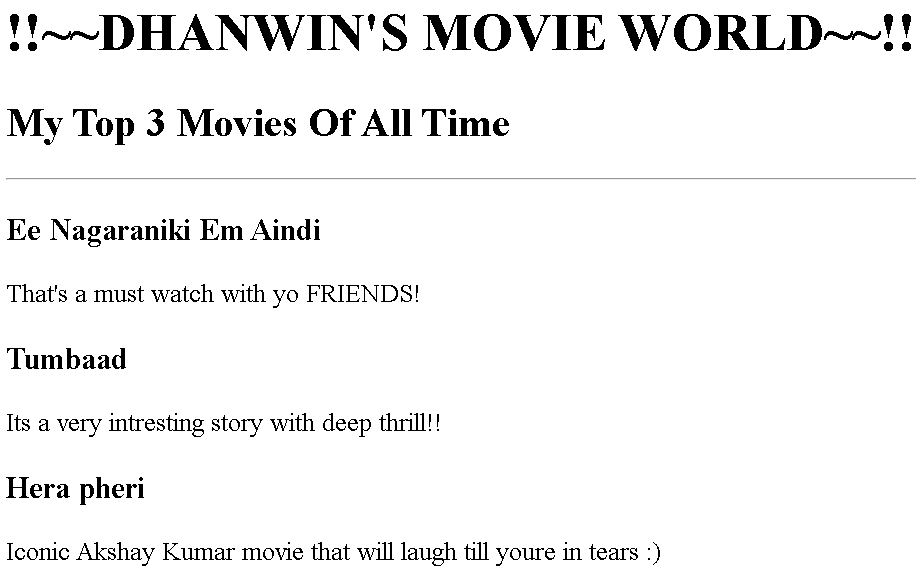 !!~~DHANWIN'S MOVIE WORLD~~!!
My Top 3 Movies Of All Time
Ee Nagaraniki Em Aindi
That's a must watch with yo FRIENDS!
Tumbaad
Its a very intresting story with deep thrill!!
Hera pheri
Iconic Akshay Kumar movie that will laugh till youre in tears :)